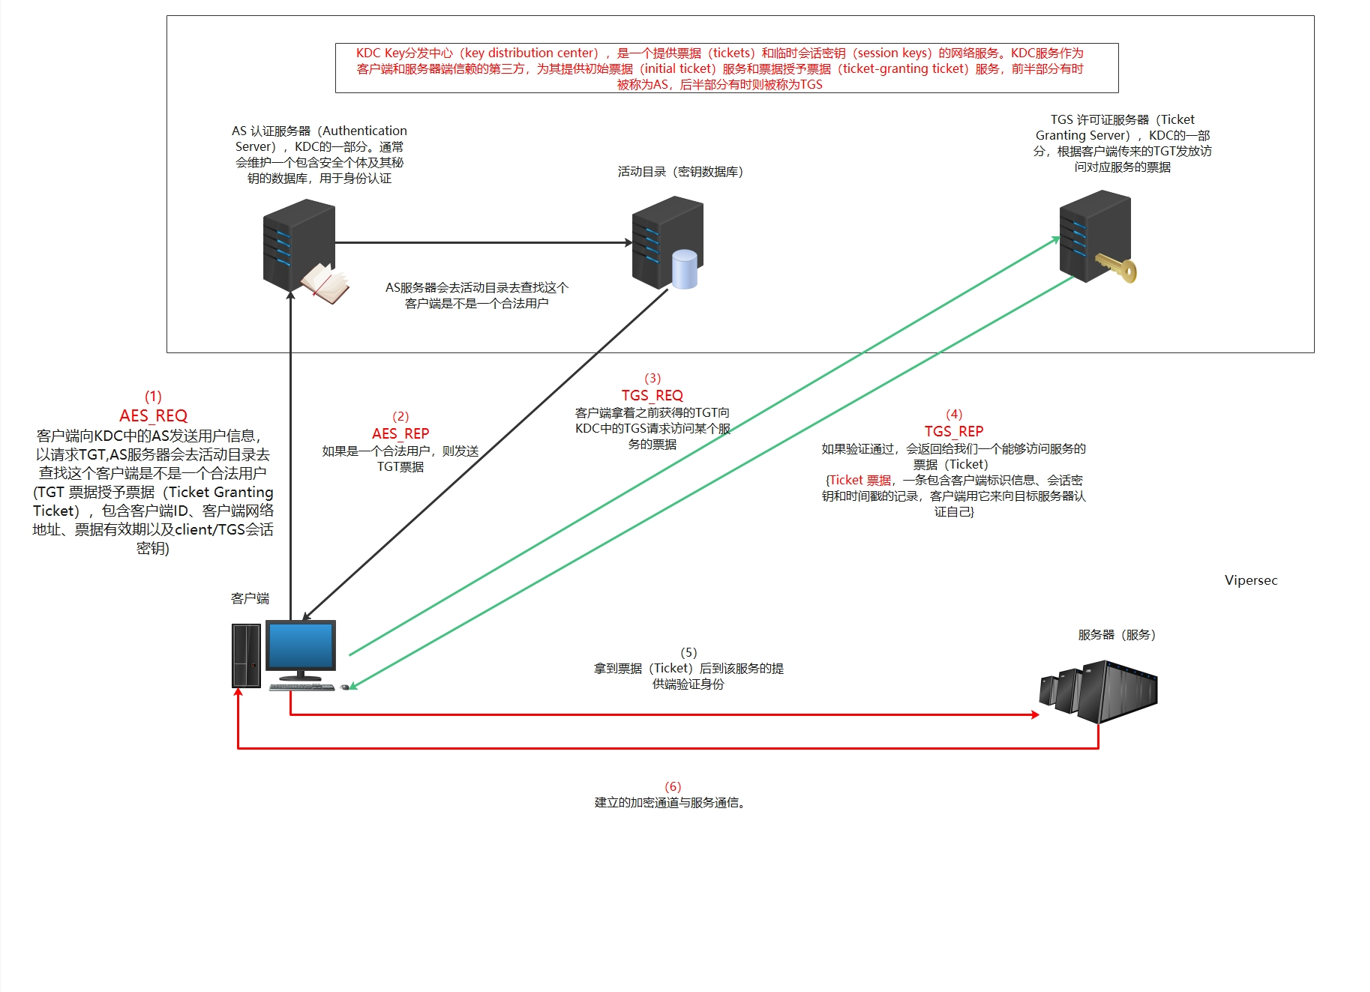 KDC Key分发中心（key distribution center），是一个提供票据（tickets）和临时会话密钥（session keys）的网络服务。KDC服务作为
客户端和服务器端信赖的第三方，为其提供初始票据（initial ticket）服务和票据授予票据（ticket-granting ticket）服务，前半部分有时
被称为AS，后半部分有时则被称为TGS
AS 认证服务器（Authentication
Server），KDC的一部分。通常
会维护一个包含安全个体及其秘
钥的数据库，用于身份认证
活动目录（密钥数据库）
TGS 许可证服务器（Ticket
Granting Server），KDC的一部
分，根据客户端传来的TGT发放访
问对应服务的票据
AS服务器会去活动目录去查找这个
客户端是不是一个合法用户
(1)
AES_REQ
客户端向KDC中的AS发送用户信息，
以请求TGT,AS服务器会去活动目录去
查找这个客户端是不是一个合法用户
(TGT 票据授予票据（Ticket Granting
Ticket），包含客户端ID、客户端网络
地址、票据有效期以及client/TGS会话
密钥)
（2）
AES_REP
如果是一个合法用户，则发送
TGT票据
（3）
TGS_REQ
客户端拿着之前获得的TGT向
KDC中的TGS请求访问某个服
务的票据
（4）
TGS_REP
如果验证通过，会返回给我们一个能够访问服务的
票据（Ticket）
{Ticket 票据，一条包含客户端标识信息、会话密
钥和时间戳的记录，客户端用它来向目标服务器认
证自己}
Vipersec
客户端
服务器（服务）
（5）
拿到票据（Ticket）后到该服务的提
供端验证身份
（6）
建立的加密通道与服务通信。